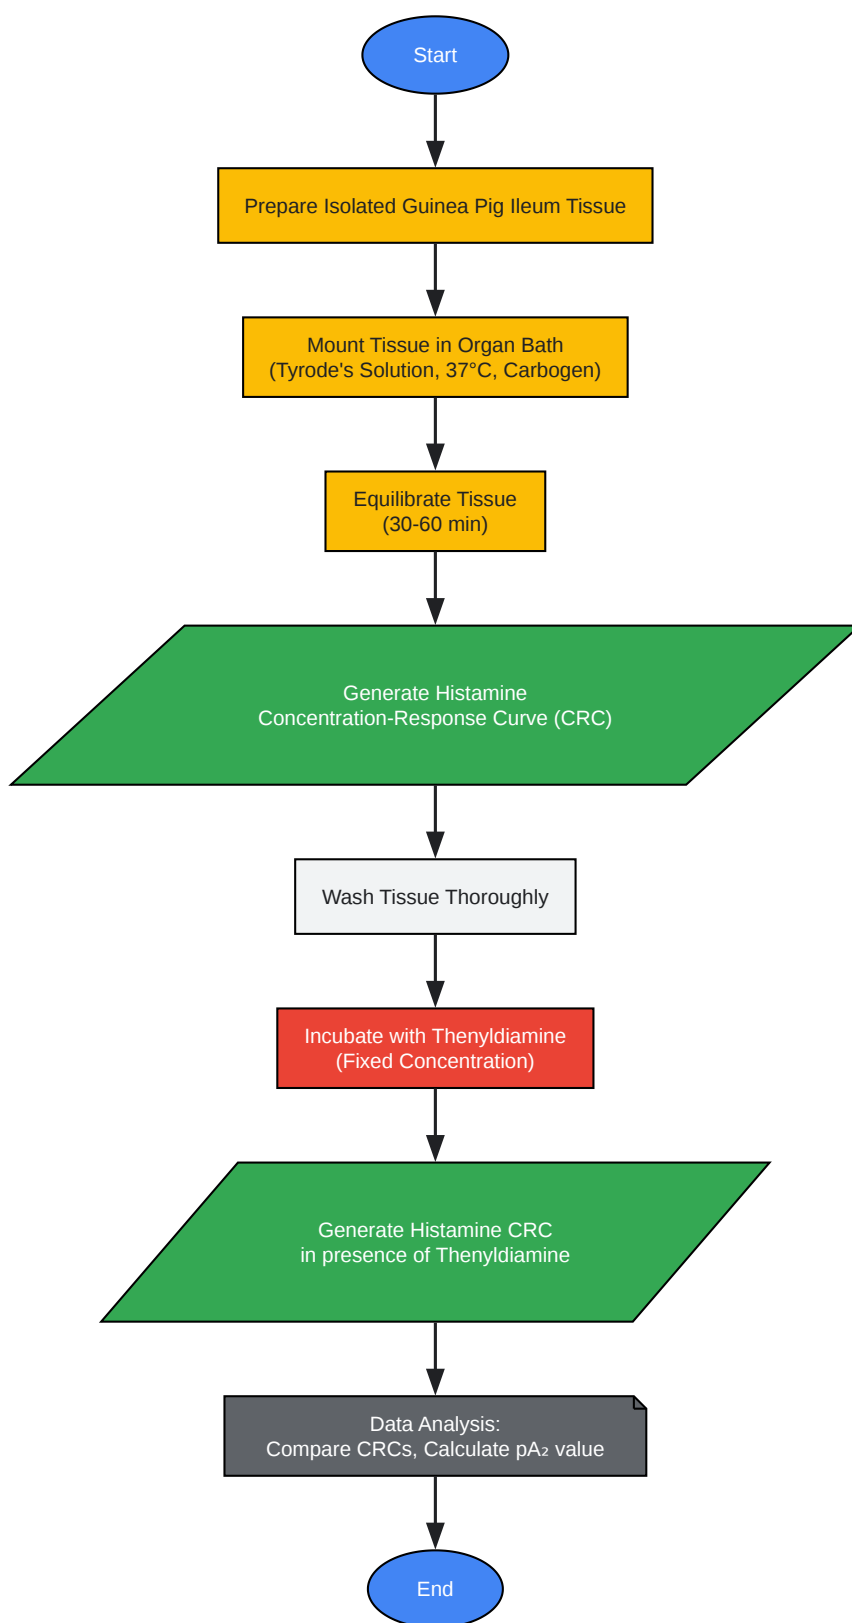 Start
Prepare Isolated Guinea Pig Ileum Tissue
Mount Tissue in Organ Bath
(Tyrode's Solution, 37°C, Carbogen)
Equilibrate Tissue
(30-60 min)
Generate Histamine
Concentration-Response Curve (CRC)
Wash Tissue Thoroughly
Incubate with Thenyldiamine
(Fixed Concentration)
Generate Histamine CRC
in presence of Thenyldiamine
Data Analysis:
Compare CRCs, Calculate pA₂ value
End